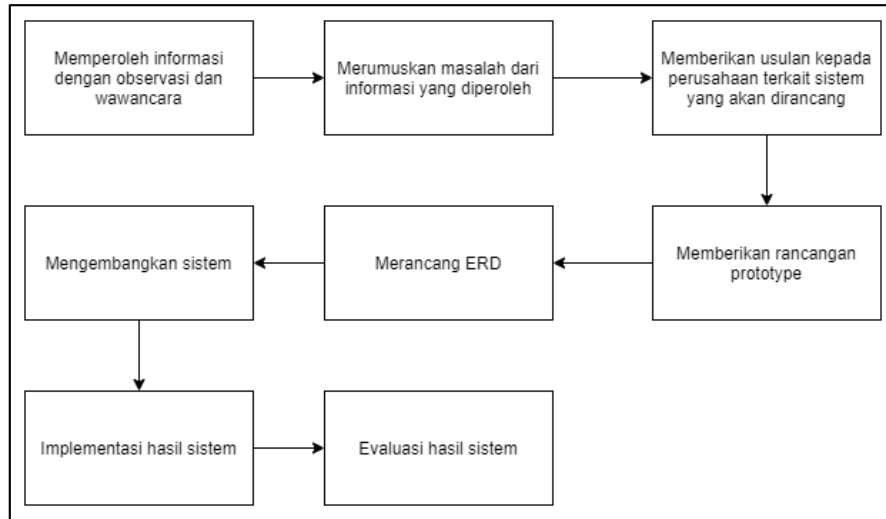 Memperoleh informasi
dengan observasi dan
wawancara
Merumuskan masalah dari
informasi yang diperoleh
Memberikan usulan kepada
perusahaan terkait sistem
yang akan dirancang
Memberikan rancangan
prototype
Merancang ERD
Mengembangkan sistem
Implementasi hasil sistem
Evaluasi hasil sistem